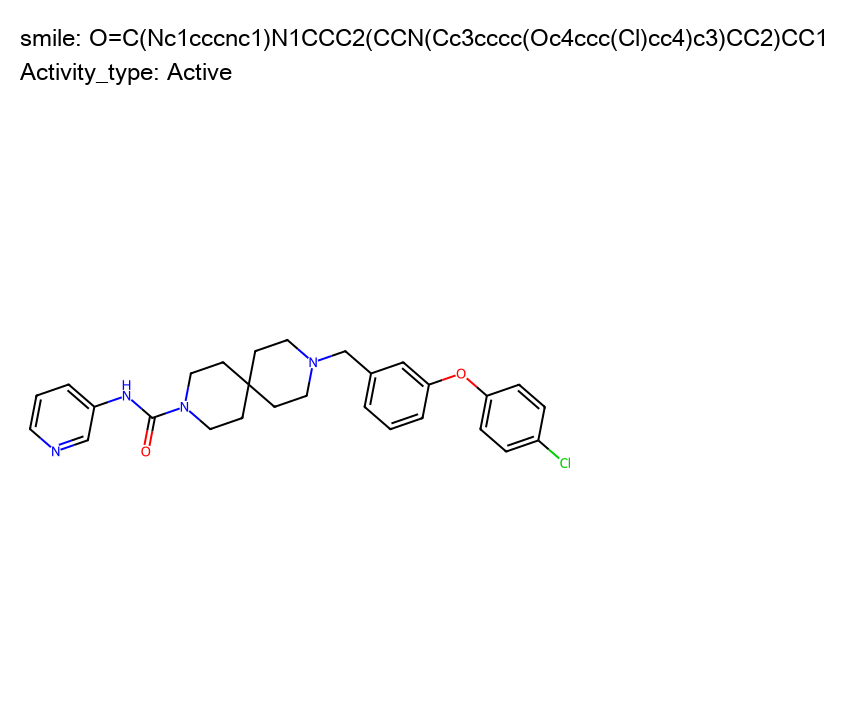 smile: O=C(Nc1cccnc1)N1CCC2(CCN(Cc3cccc(Oc4ccc(Cl)cc4)c3)CC2)CC1
Activity_type: Active
H
N
O
N
N
N
O
Cl